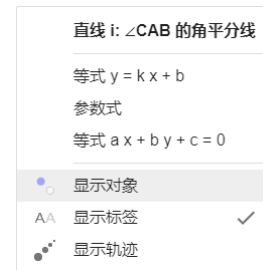 直线 i: ∠CAB 的角平分线
等式 y = k x + b
参数式
等式 a x + b y + c = 0
显示对象
AA 显示标签
显示轨迹